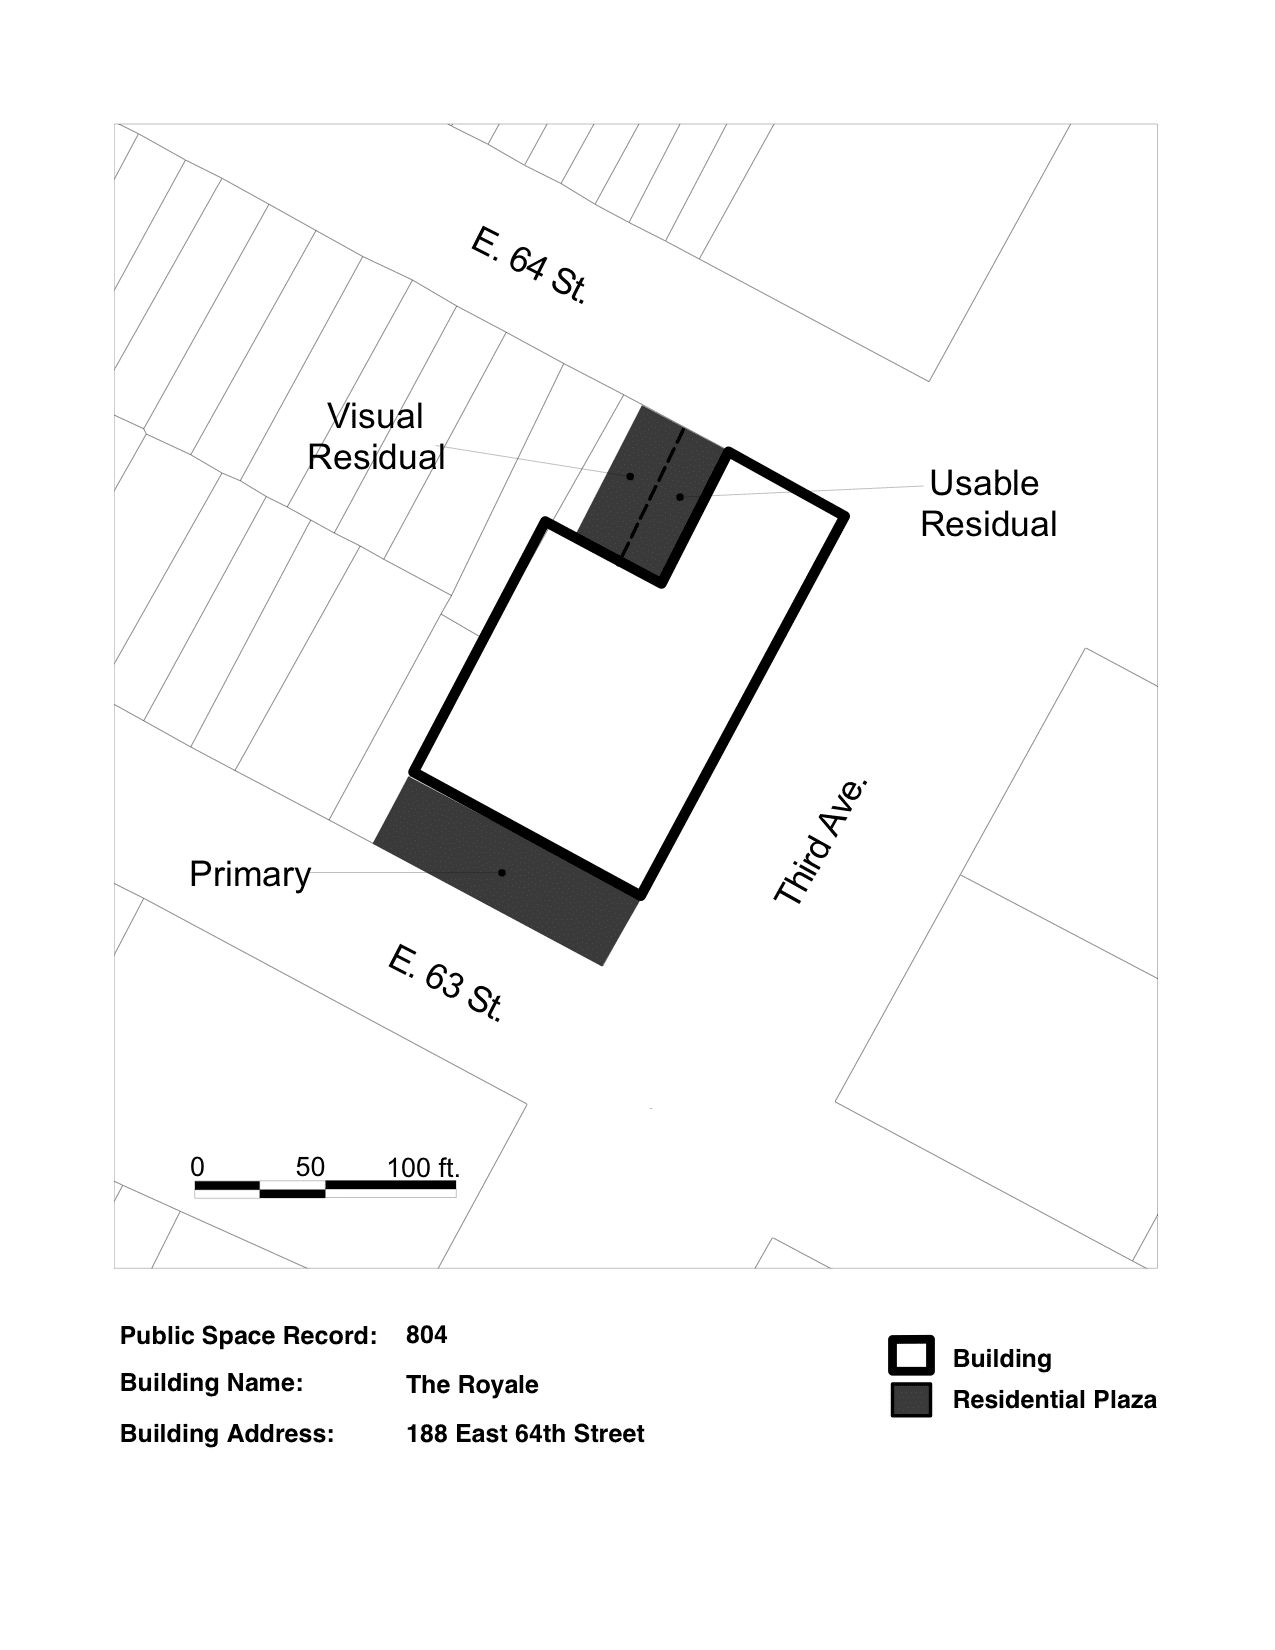 E. 64 St.
Visual
Residual
Usable
Residual
Third Ave.
Primary
E. 63 St.
0 50 100 ft.
Public Space Record: 804
Building Name: The Royale
Building Address: 188 East 64th Street
Building
Residential Plaza